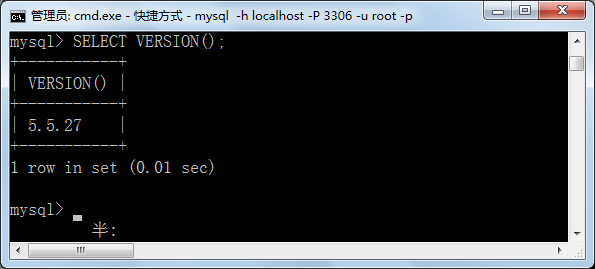 管理员: cmd.exe - 快捷方式 - mysql  -h localhost -P 3306 -u root -p
mysql> SELECT VERSION();
+-----------+
| VERSION() |
+-----------+
| 5.5.27    |
+-----------+
1 row in set (0.01 sec)
mysql>
半: